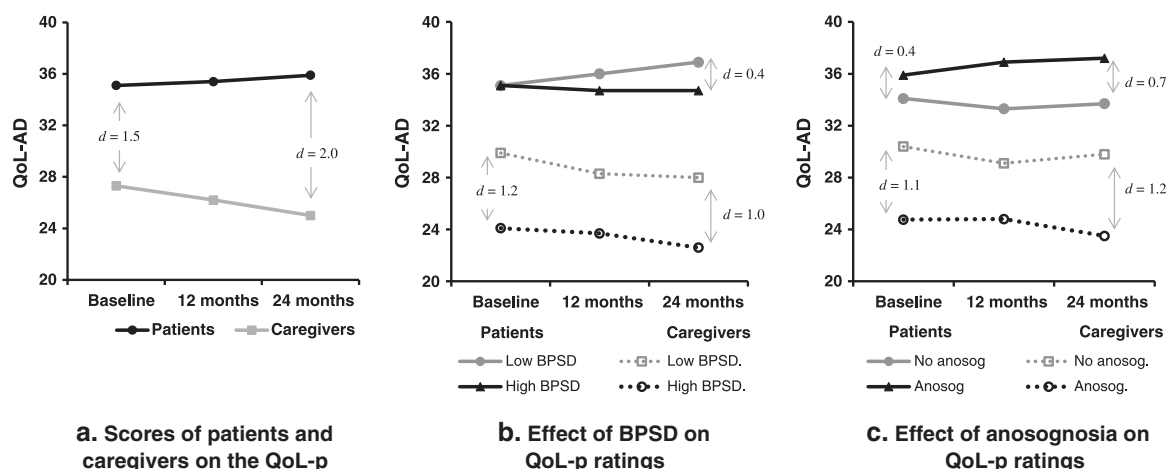 40
36
32
28
24
20
QoL-AD
d = 1.5
d = 2.0
Baseline 12 months 24 months
Patients Caregivers
a. Scores of patients and
caregivers on the QoL-p
40
36
32
28
24
20
QoL-AD
d = 0.4
d = 1.2
d = 1.0
Baseline 12 months 24 months
Patients Caregivers
Low BPSD Low BPSD.
High BPSD High BPSD.
b. Effect of BPSD on
QoL-p ratings
40
36
32
28
24
20
QoL-AD
d = 0.4
d = 0.7
d = 1.1
d = 1.2
Baseline 12 months 24 months
Patients Caregivers
No anosog No anosog.
Anosog Anosog.
c. Effect of anosognosia on
QoL-p ratings